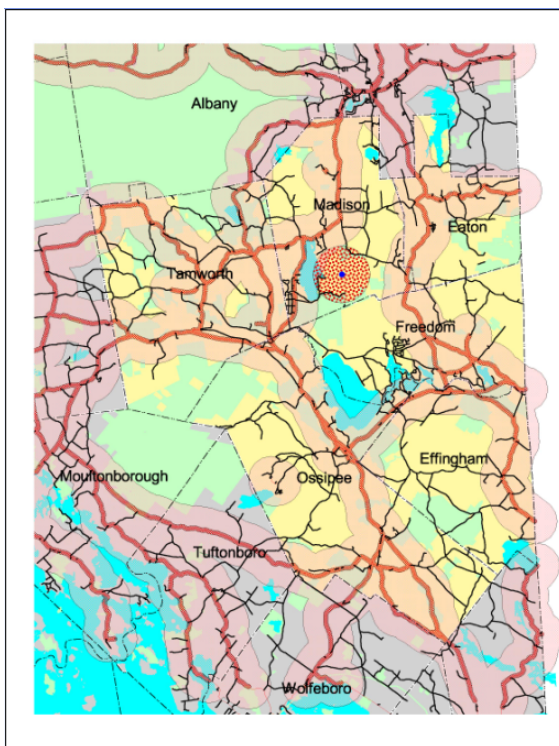 Albany
Madison
Eaton
Tamworth
Freedom
Effingham
Moultonborough
Ossipee
Tuftonboro
Wolfeboro